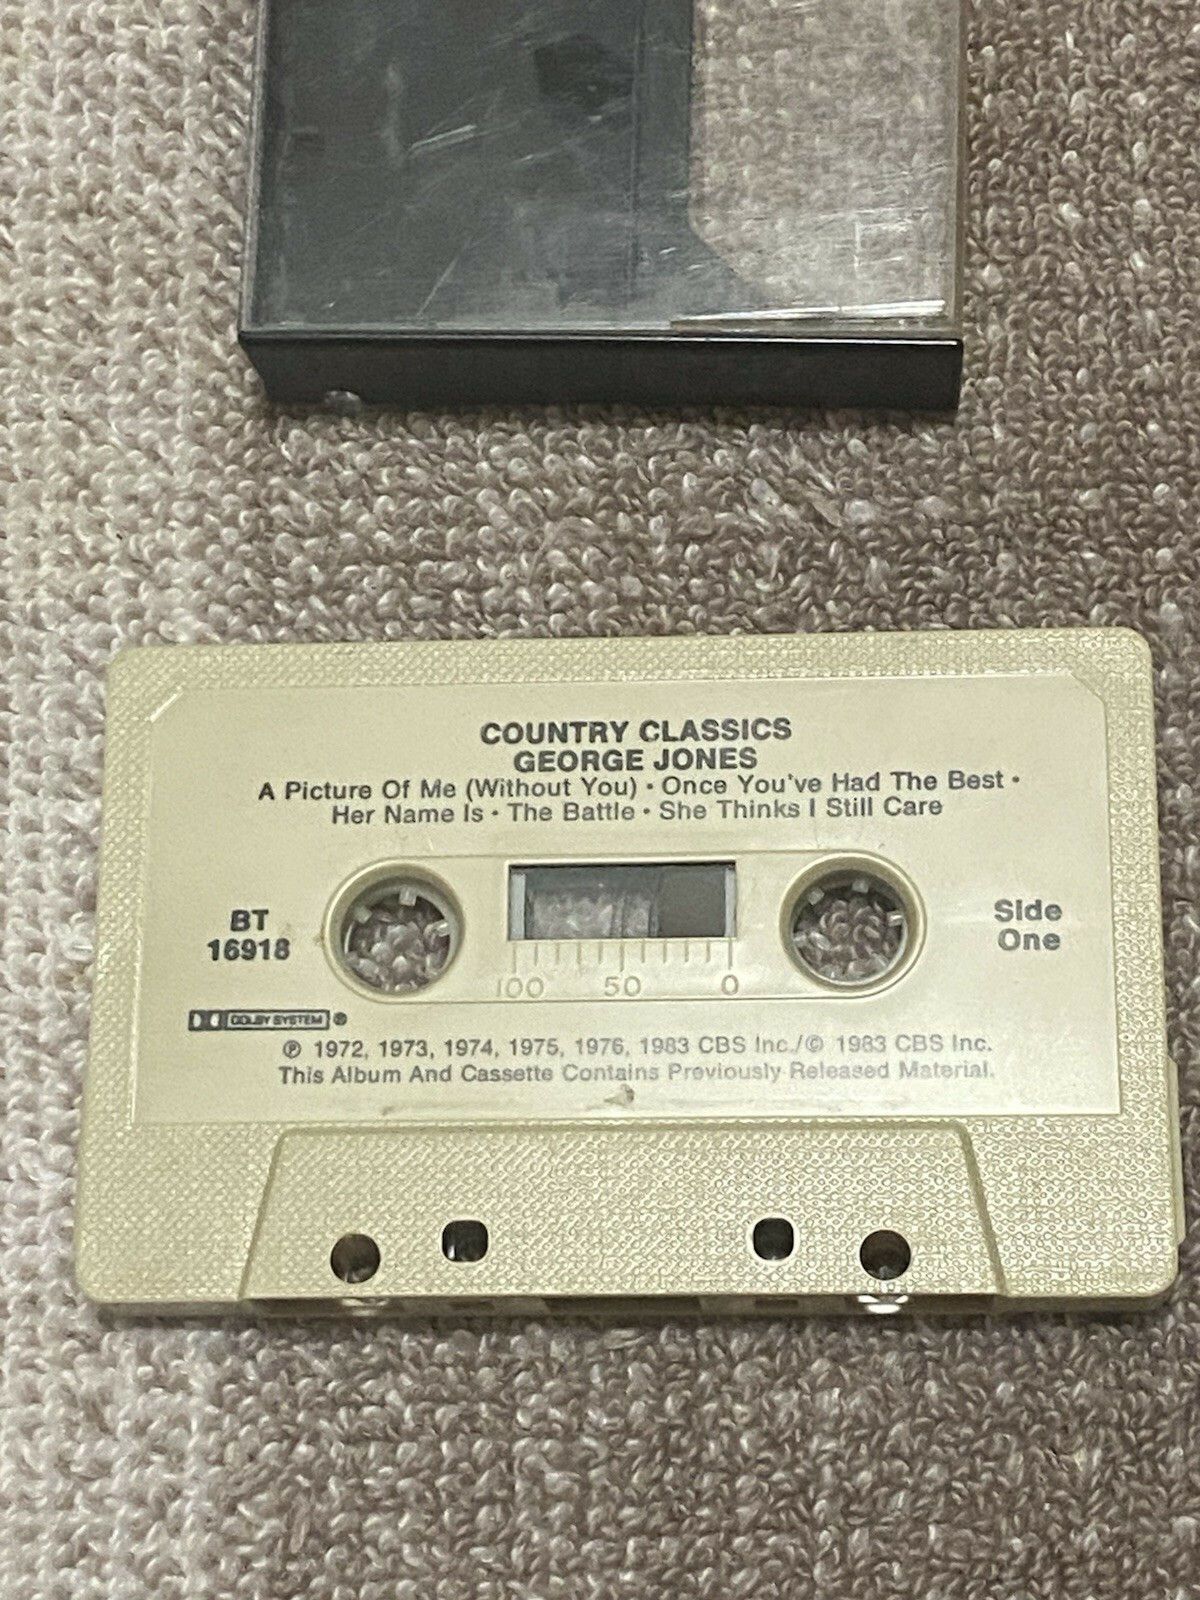 COUNTRY CLASSICS
GEORGE JONES
A Picture Of Me (Without You) • Once You've Had The Best •
Her Name Is • The Battle • She Thinks I Still Care
BT
16918
Side
One
100 50 0
DOLBY SYSTEM ®
℗ 1972, 1973, 1974, 1975, 1976, 1983 CBS Inc./© 1983 CBS Inc.
This Album And Cassette Contains Previously Released Material.